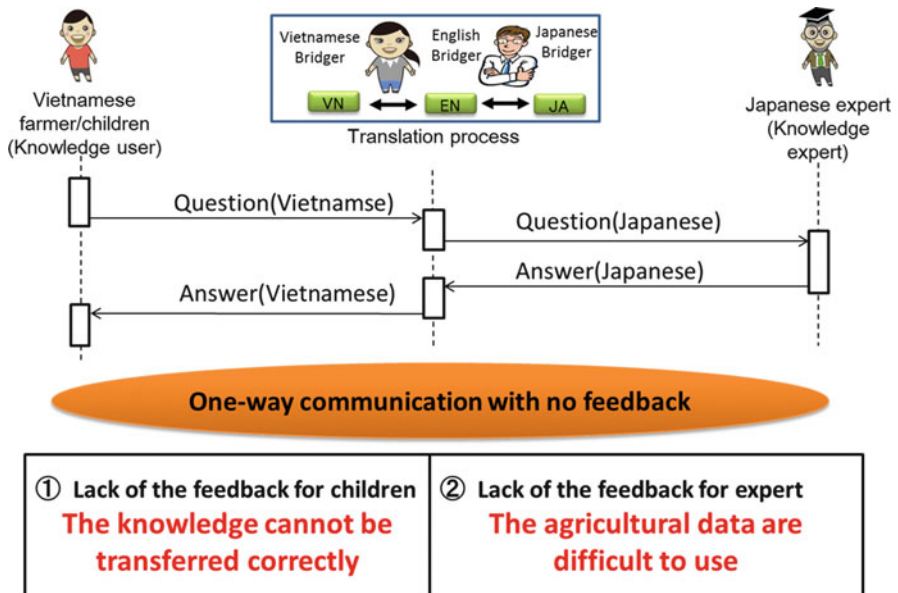 Vietnamese
farmer/children
(Knowledge user)
Vietnamese
Bridger
English
Bridger
Japanese
Bridger
VN
EN
JA
Translation process
Japanese expert
(Knowledge
expert)
Question(Vietnamse)
Question(Japanese)
Answer(Japanese)
Answer(Vietnamese)
One-way communication with no feedback
① Lack of the feedback for children
The knowledge cannot be
transferred correctly
② Lack of the feedback for expert
The agricultural data are
difficult to use